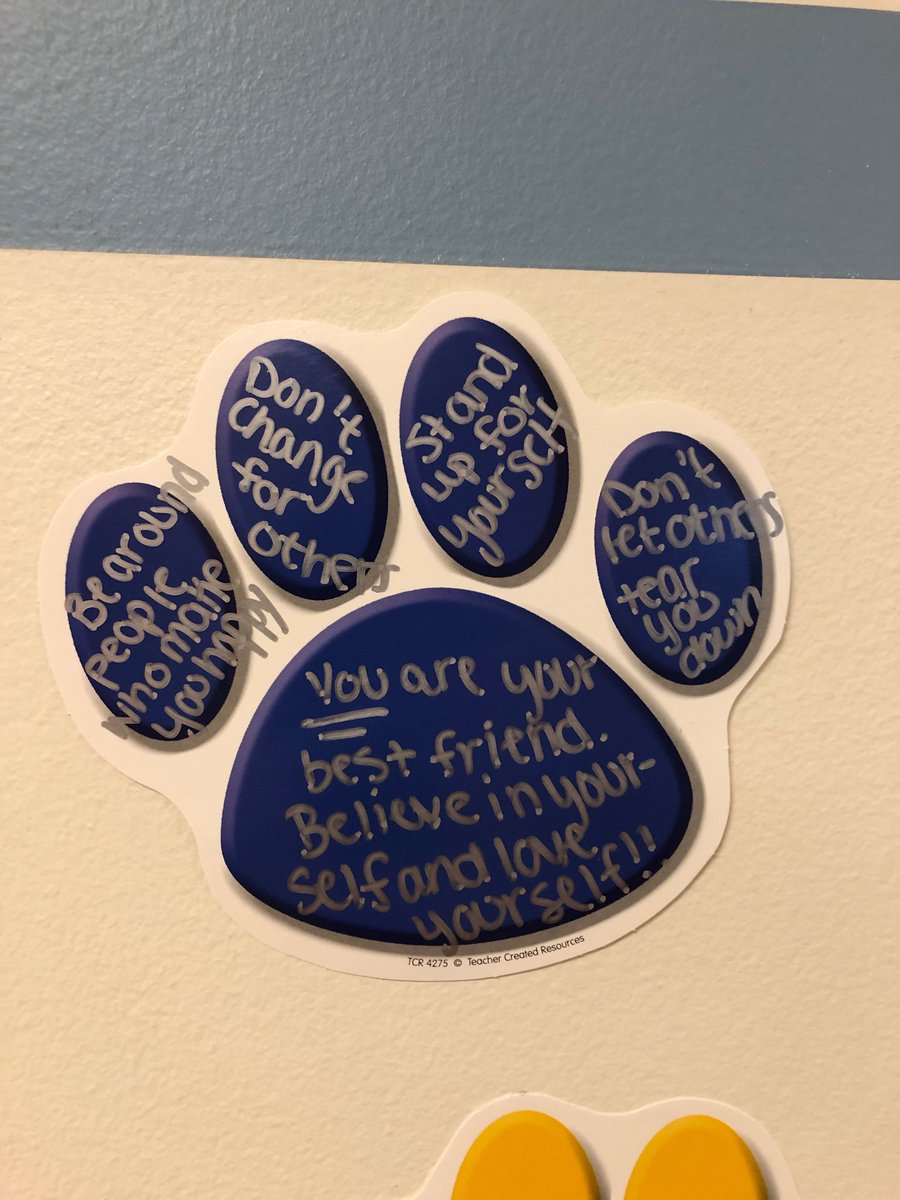 Be around
people
who make
you happy
Don't
Change
for
others
Stand
up for
yourself
Don't
let others
tear
you
down
You are your
best friend.
Believe in your-
self and love
yourself!!
TCR 4275 © Teacher Created Resources